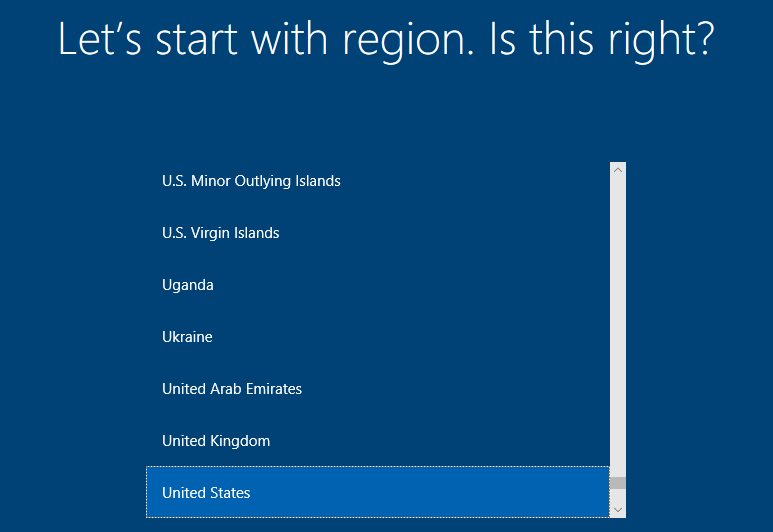 Let’s start with region. Is this right?
U.S. Minor Outlying Islands
U.S. Virgin Islands
Uganda
Ukraine
United Arab Emirates
United Kingdom
United States